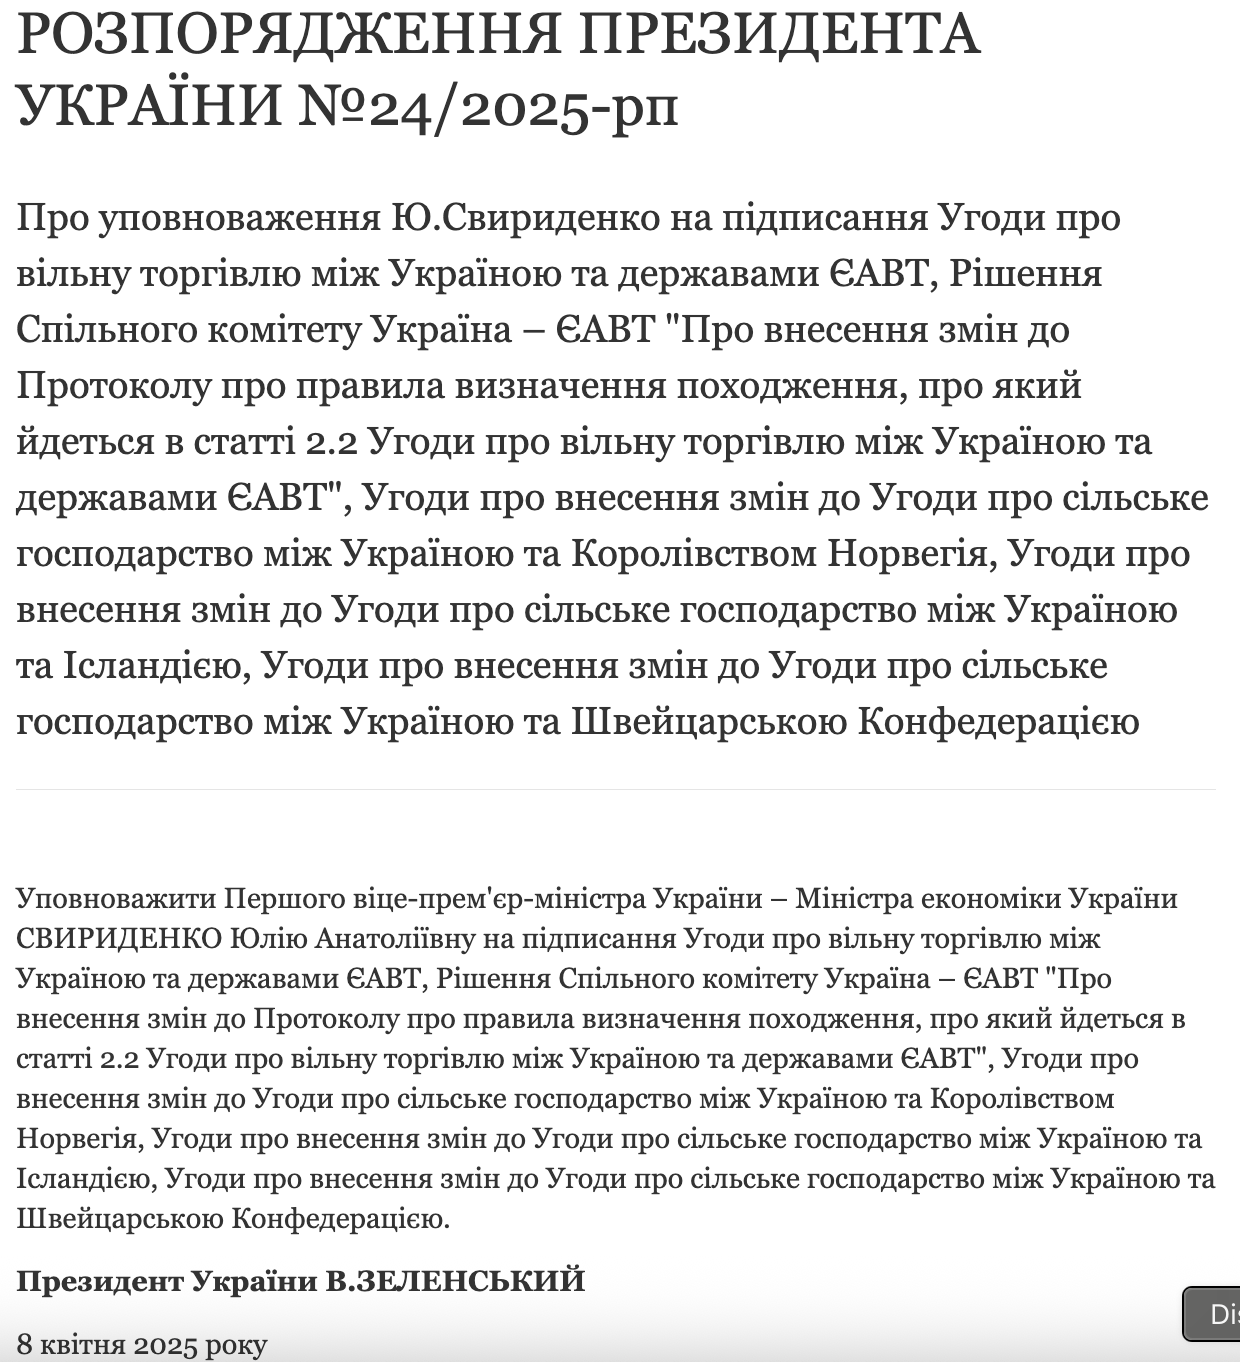 РОЗПОРЯДЖЕННЯ ПРЕЗИДЕНТА
УКРАЇНИ №24/2025-рп
Про уповноваження Ю.Свириденко на підписання Угоди про
вільну торгівлю між Україною та державами ЄАВТ, Рішення
Спільного комітету Україна – ЄАВТ "Про внесення змін до
Протоколу про правила визначення походження, про який
йдеться в статті 2.2 Угоди про вільну торгівлю між Україною та
державами ЄАВТ", Угоди про внесення змін до Угоди про сільське
господарство між Україною та Королівством Норвегія, Угоди про
внесення змін до Угоди про сільське господарство між Україною
та Ісландією, Угоди про внесення змін до Угоди про сільське
господарство між Україною та Швейцарською Конфедерацією
Уповноважити Першого віце-прем'єр-міністра України – Міністра економіки України
СВИРИДЕНКО Юлію Анатоліївну на підписання Угоди про вільну торгівлю між
Україною та державами ЄАВТ, Рішення Спільного комітету Україна – ЄАВТ "Про
внесення змін до Протоколу про правила визначення походження, про який йдеться в
статті 2.2 Угоди про вільну торгівлю між Україною та державами ЄАВТ", Угоди про
внесення змін до Угоди про сільське господарство між Україною та Королівством
Норвегія, Угоди про внесення змін до Угоди про сільське господарство між Україною та
Ісландією, Угоди про внесення змін до Угоди про сільське господарство між Україною та
Швейцарською Конфедерацією.
Президент України В.ЗЕЛЕНСЬКИЙ
8 квітня 2025 року